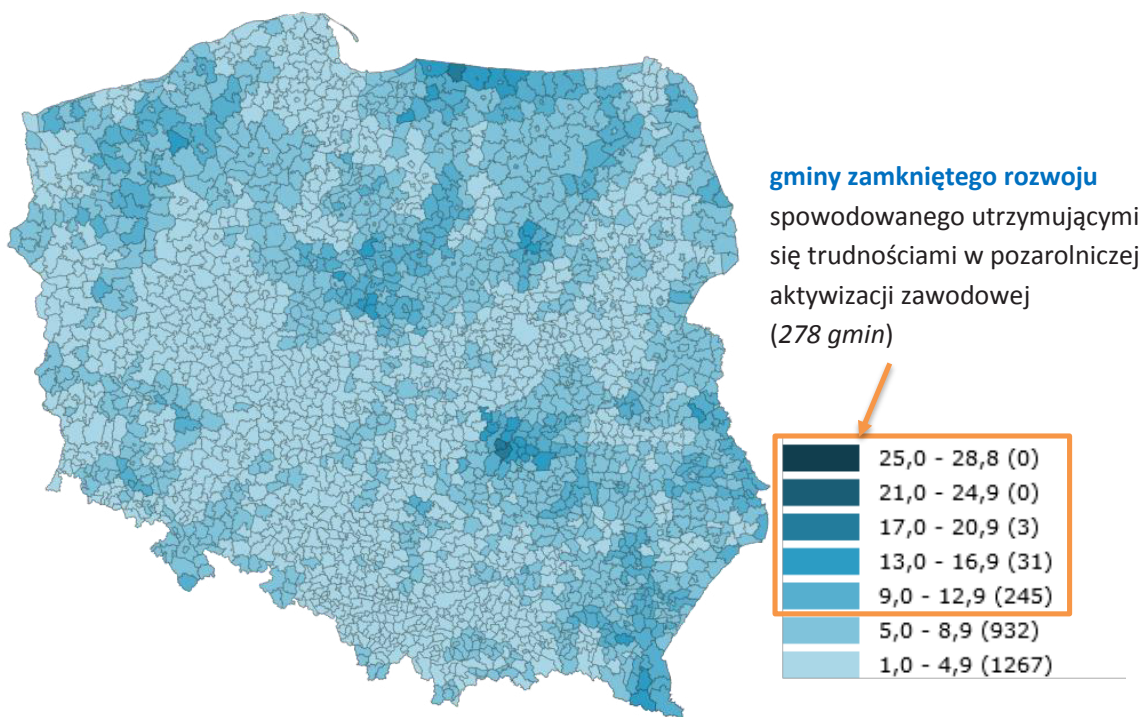 gminy zamkniętego rozwoju
spowodowanego utrzymującymi
się trudnościami w pozarolniczej
aktywizacji zawodowej
(278 gmin)
25,0 - 28,8 (0)
21,0 - 24,9 (0)
17,0 - 20,9 (3)
13,0 - 16,9 (31)
9,0 - 12,9 (245)
5,0 - 8,9 (932)
1,0 - 4,9 (1267)